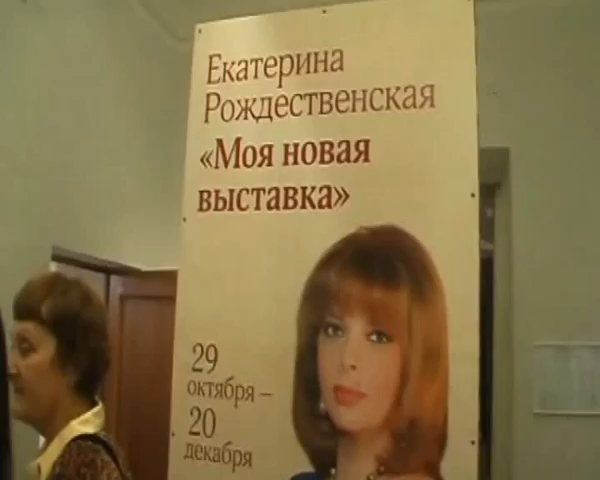 Екатерина
Рождественская
«Моя новая
выставка»
29
октября –
20
декабря